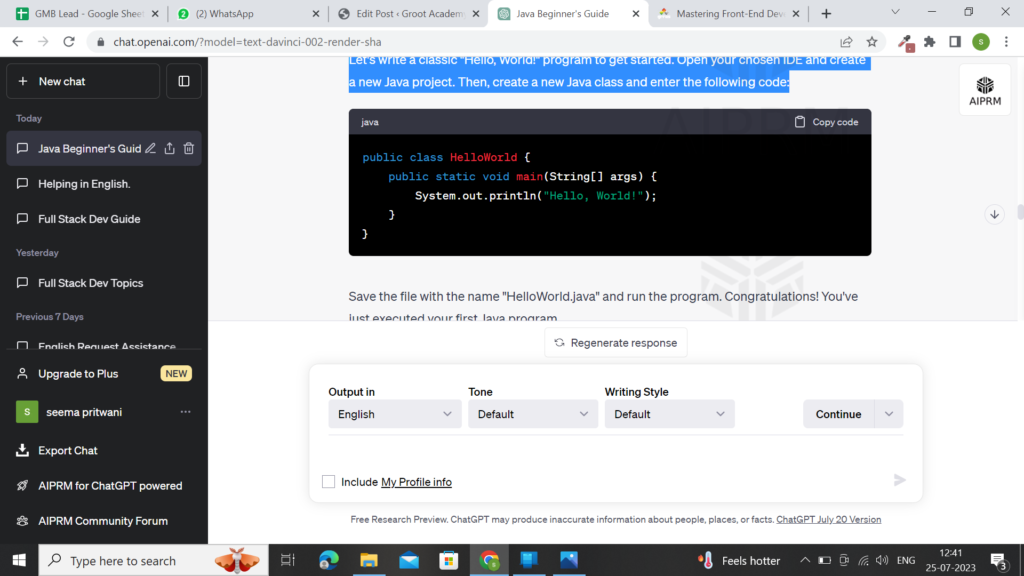 GMB Lead - Google Sheet
(2) WhatsApp
Edit Post ‹ Groot Academ
Java Beginner's Guide
Mastering Front-End Dev
chat.openai.com/?model=text-davinci-002-render-sha
S
New chat
Today
Java Beginner's Guid
Helping in English.
Full Stack Dev Guide
Yesterday
Full Stack Dev Topics
Previous 7 Days
English Request Assistance
Upgrade to Plus
NEW
S
seema pritwani
Export Chat
AIPRM for ChatGPT powered
AIPRM Community Forum
Let's write a classic "Hello, World!" program to get started. Open your chosen IDE and create
a new Java project. Then, create a new Java class and enter the following code:
AIPRM
java
Copy code
public class HelloWorld {
public static void main(String[] args) {
System.out.println("Hello, World!");
}
}
Save the file with the name "HelloWorld.java" and run the program. Congratulations! You've
just executed your first Java program
Regenerate response
Output in
Tone
Writing Style
English
Default
Default
Continue
Include My Profile info
Free Research Preview. ChatGPT may produce inaccurate information about people, places, or facts. ChatGPT July 20 Version
Type here to search
Feels hotter
ENG
12:41
25-07-2023
3